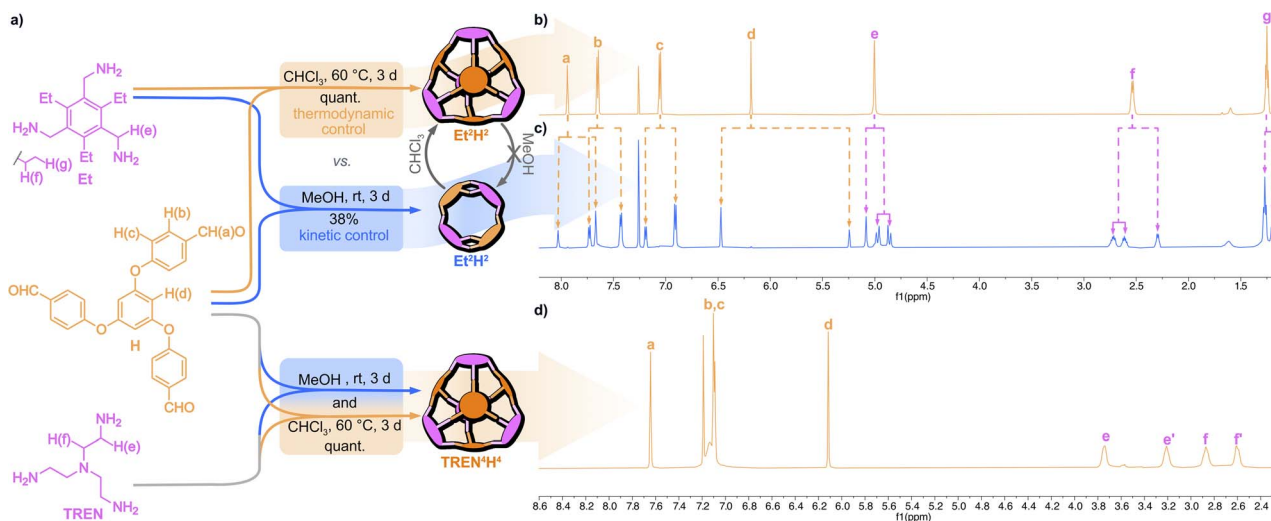 a)
NH2
Et
Et
H2N
H(e)
Et
NH2
H(g)
H(f)
Et
H(b)
H(c)
CH(a)O
O
OHC
H(d)
O
O
H
CHO
NH2
H(f)
H(e)
H2N
N
NH2
TREN
CHCl3, 60 °C, 3 d
quant.
thermodynamic
control
vs.
MeOH, rt, 3 d
38%
kinetic control
Et2H2
CHCl3
MeOH
Et2H2
MeOH , rt, 3 d
and
CHCl3, 60 °C, 3 d
quant.
TREN4H4
b)
a
b
c
d
e
f
g
c)
8.0 7.5 7.0 6.5 6.0 5.5 5.0 4.5 4.0 3.5 3.0 2.5 2.0 1.5
f1(ppm)
d)
a
b,c
d
e
e'
f
f'
8.6 8.4 8.2 8.0 7.8 7.6 7.4 7.2 7.0 6.8 6.6 6.4 6.2 6.0 5.8 5.6 5.4 5.2 5.0 4.8 4.6 4.4 4.2 4.0 3.8 3.6 3.4 3.2 3.0 2.8 2.6 2.4
f1(ppm)